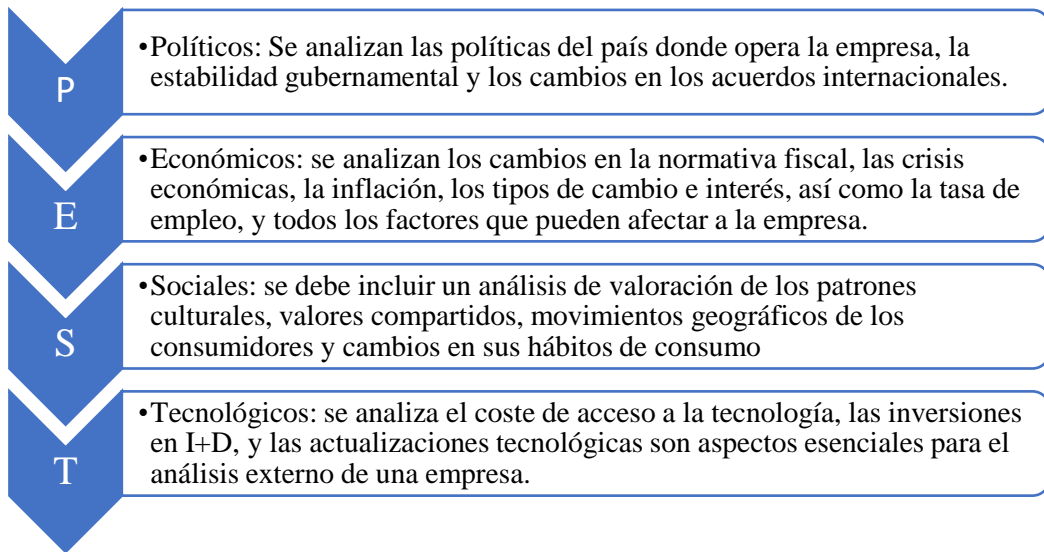 P
•Políticos: Se analizan las políticas del país donde opera la empresa, la
estabilidad gubernamental y los cambios en los acuerdos internacionales.
E
•Económicos: se analizan los cambios en la normativa fiscal, las crisis
económicas, la inflación, los tipos de cambio e interés, así como la tasa de
empleo, y todos los factores que pueden afectar a la empresa.
S
•Sociales: se debe incluir un análisis de valoración de los patrones
culturales, valores compartidos, movimientos geográficos de los
consumidores y cambios en sus hábitos de consumo
T
•Tecnológicos: se analiza el coste de acceso a la tecnología, las inversiones
en I+D, y las actualizaciones tecnológicas son aspectos esenciales para el
análisis externo de una empresa.